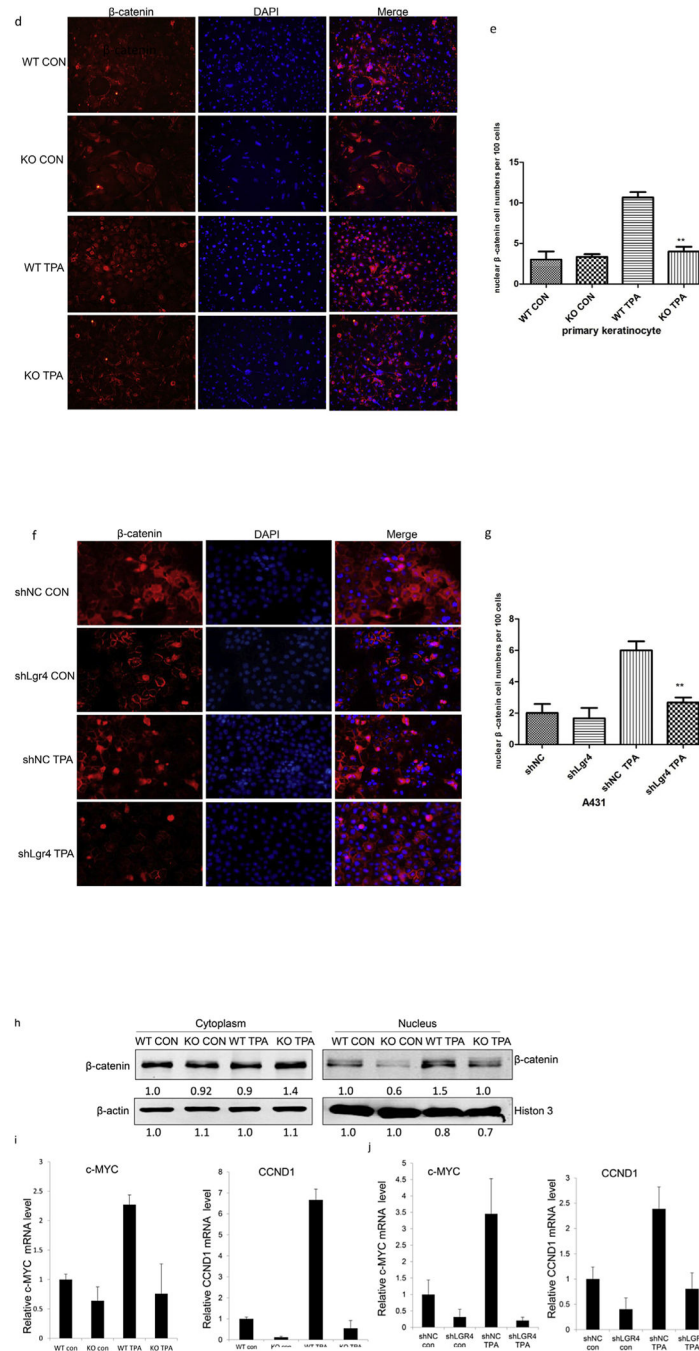 d
β-catenin DAPI Merge
β-catenin
WT CON
KO CON
WT TPA
KO TPA
e
nuclear β -catenin cell numbers per 100 cells
15
10
5
0
WT CON
KO CON
WT TPA
KO TPA
**
primary keratinocyte
f
β-catenin DAPI Merge
shNC CON
shLgr4 CON
shNC TPA
shLgr4 TPA
g
nuclear β -catenin cell numbers per 100 cells
8
6
4
2
0
shNC
shLgr4
shNC TPA
shLgr4 TPA
**
A431
h
Cytoplasm Nucleus
WT CON KO CON WT TPA KO TPA WT CON KO CON WT TPA KO TPA
β-catenin β-catenin
1.0 0.92 0.9 1.4 1.0 0.6 1.5 1.0
β-actin Histon 3
1.0 1.1 1.0 1.1 1.0 1.0 0.8 0.7
i
c-MYC
Relative c-MYC mRNA level
3
2.5
2
1.5
1
0.5
0
WT con KO con WT TPA KO TPA
CCND1
Relative CCND1 mRNA level
8
7
6
5
4
3
2
1
0
WT con KO con WT TPA KO TPA
j
c-MYC
Relative c-MYC mRNA level
5
4.5
4
3.5
3
2.5
2
1.5
1
0.5
0
shNC con
shLGR4 con
shNC TPA
shLGR4 TPA
CCND1
Relative CCND1 mRNA level
3
2.5
2
1.5
1
0.5
0
shNC con
shLGR4 con
shNC TPA
shLGR4 TPA